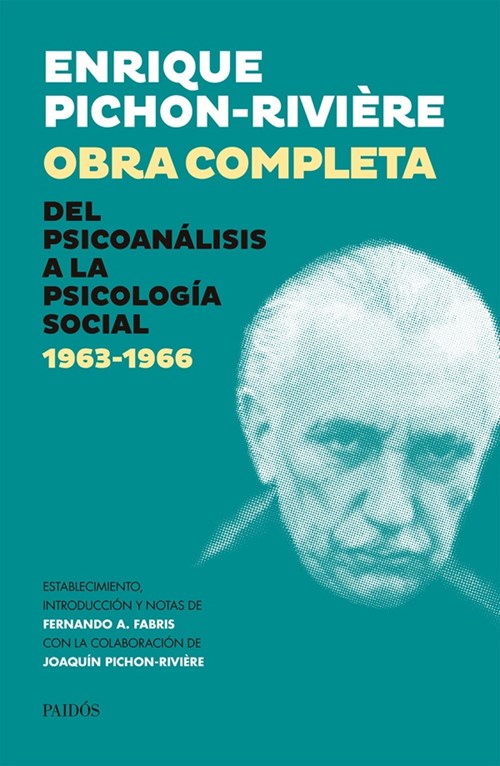 ENRIQUE
PICHON-RIVIÈRE
OBRA COMPLETA
DEL
PSICOANÁLISIS
A LA
PSICOLOGÍA
SOCIAL
1963-1966
ESTABLECIMIENTO,
INTRODUCCIÓN Y NOTAS DE
FERNANDO A. FABRIS
CON LA COLABORACIÓN DE
JOAQUÍN PICHON-RIVIÈRE
PAIDÓS